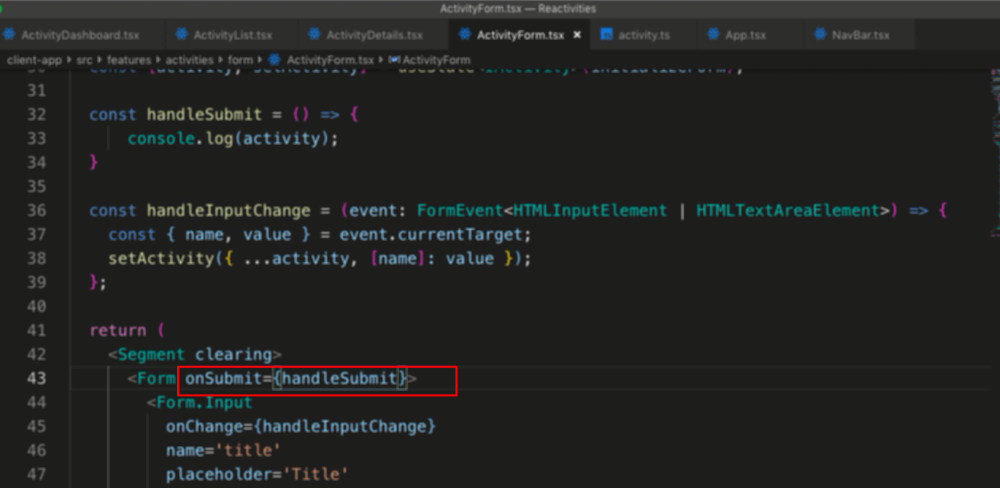 ActivityForm.tsx — Reactivities
ActivityDashboard.tsx ActivityList.tsx ActivityDetails.tsx ActivityForm.tsx × activity.ts App.tsx NavBar.tsx
client-app src features activities form ActivityForm.tsx ActivityForm
31
32 const handleSubmit = () => {
33 console.log(activity);
34 }
35
36 const handleInputChange = (event: FormEvent<HTMLInputElement | HTMLTextAreaElement>) => {
37 const { name, value } = event.currentTarget;
38 setActivity({ ...activity, [name]: value });
39 };
40
41 return (
42 <Segment clearing>
43 <Form onSubmit={handleSubmit}>
44 <Form.Input
45 onChange={handleInputChange}
46 name='title'
47 placeholder='Title'